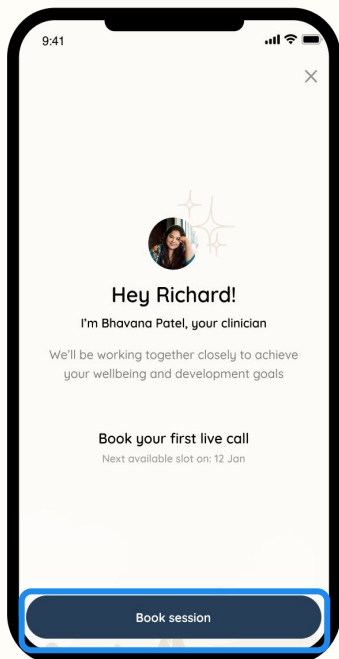 9:41
Hey Richard!
I'm Bhavana Patel, your clinician
We'll be working together closely to achieve
your wellbeing and development goals
Book your first live call
Next available slot on: 12 Jan
Book session